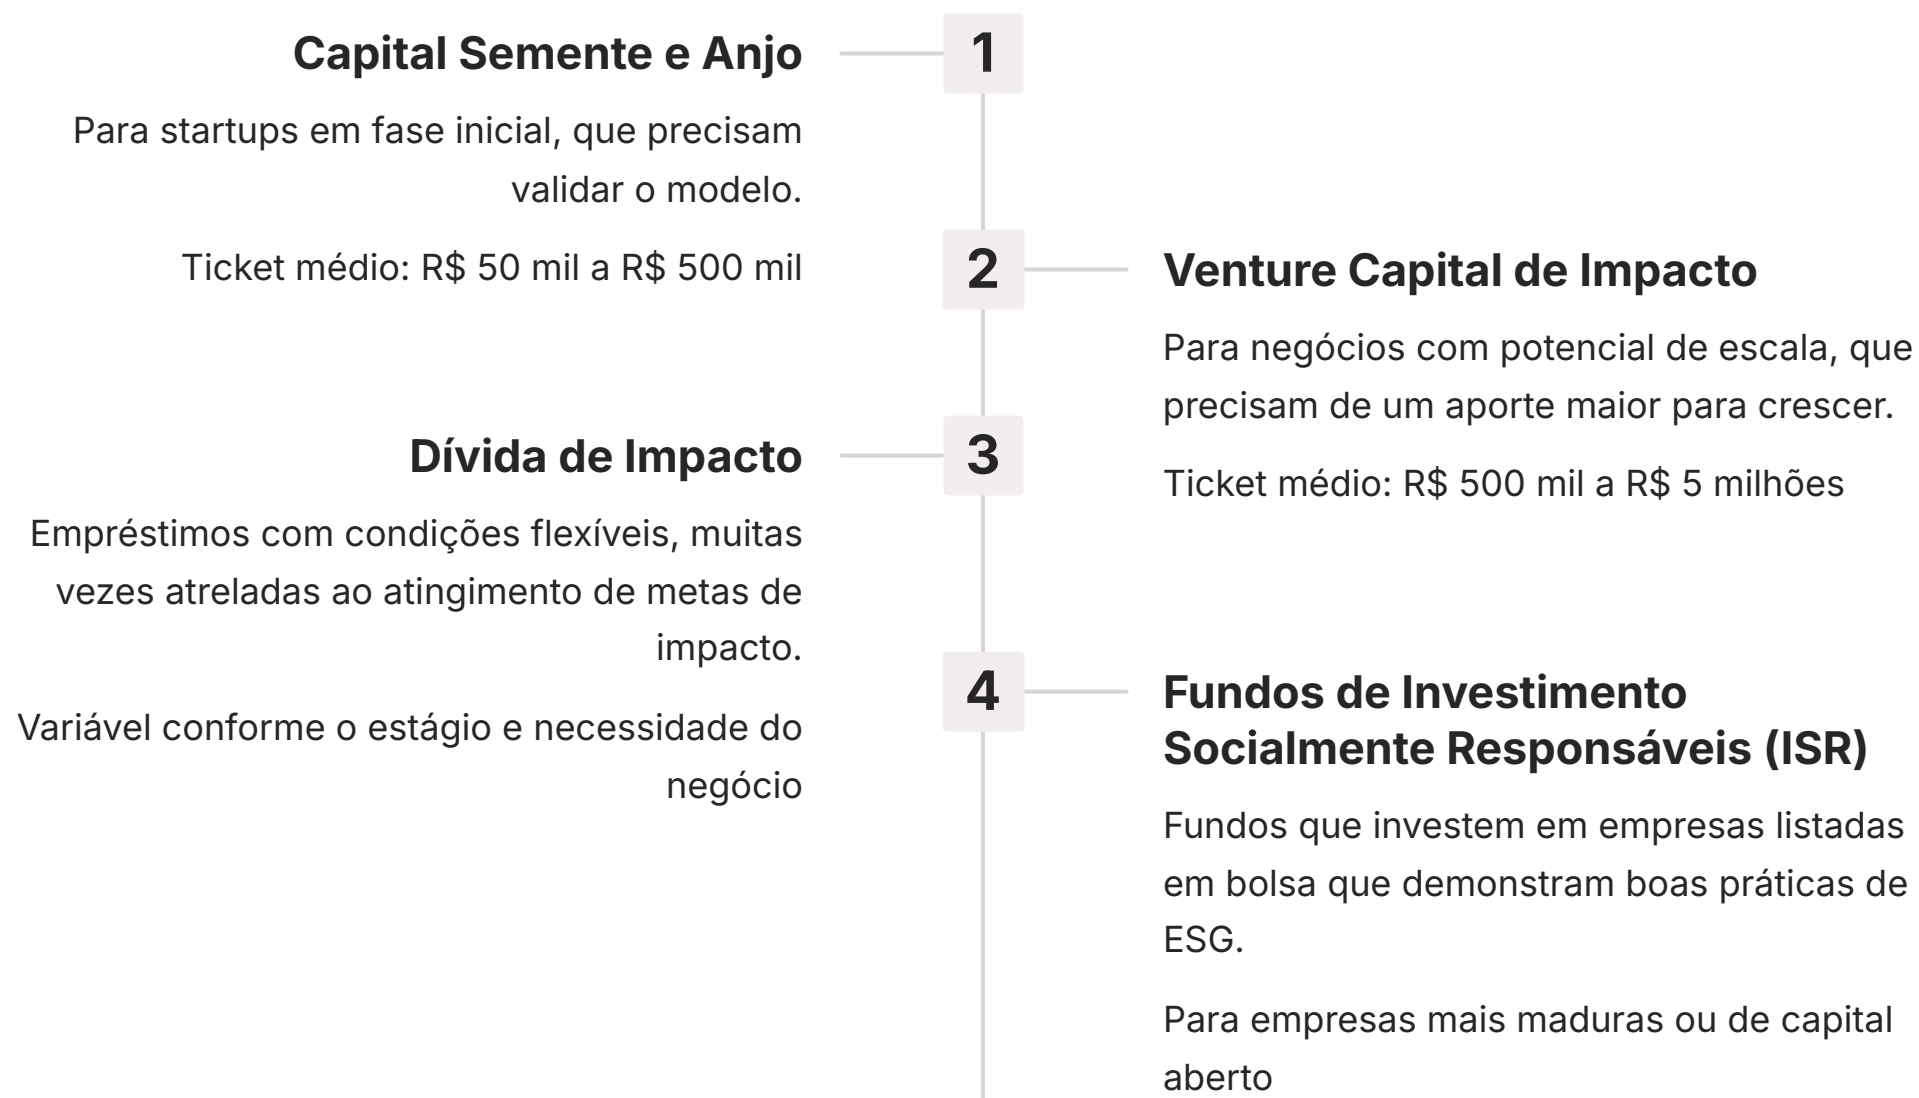 Capital Semente e Anjo
1
Para startups em fase inicial, que precisam
validar o modelo.
Ticket médio: R$ 50 mil a R$ 500 mil
2
Venture Capital de Impacto
Para negócios com potencial de escala, que
precisam de um aporte maior para crescer.
Ticket médio: R$ 500 mil a R$ 5 milhões
Dívida de Impacto
3
Empréstimos com condições flexíveis, muitas
vezes atreladas ao atingimento de metas de
impacto.
Variável conforme o estágio e necessidade do
negócio
4
Fundos de Investimento
Socialmente Responsáveis (ISR)
Fundos que investem em empresas listadas
em bolsa que demonstram boas práticas de
ESG.
Para empresas mais maduras ou de capital
aberto